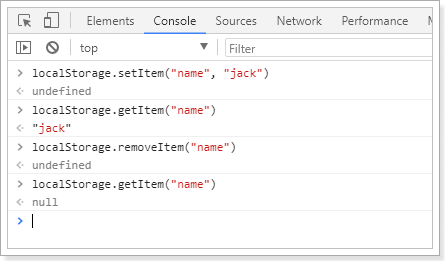 Elements Console Sources Network Performance Memory
top Filter
> localStorage.setItem("name", "jack")
< undefined
> localStorage.getItem("name")
< "jack"
> localStorage.removeItem("name")
< undefined
> localStorage.getItem("name")
< null
>